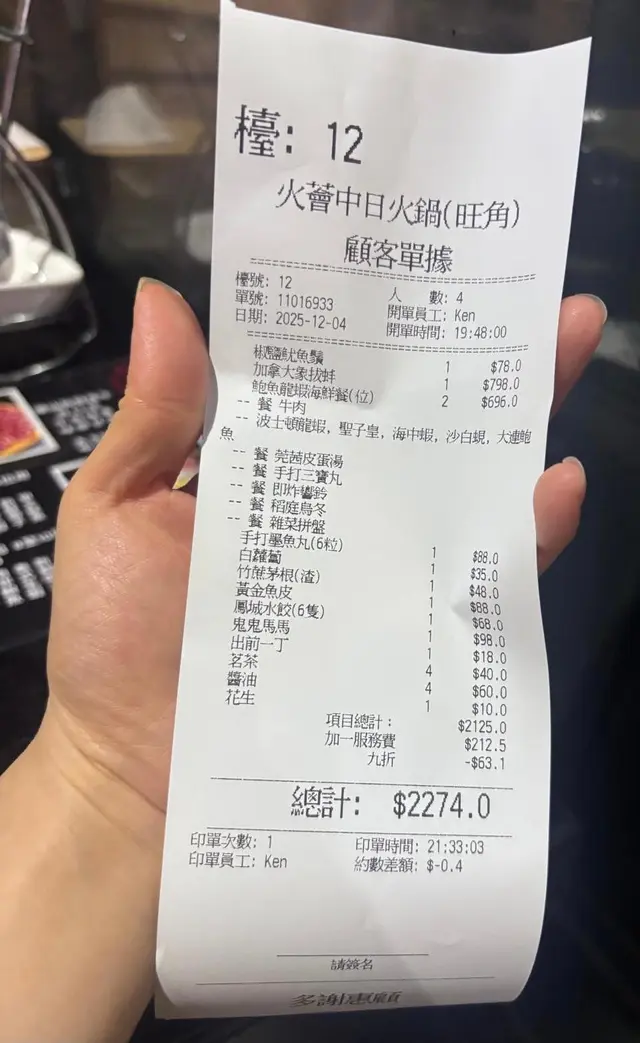 檯: 12
火薈中日火鍋(旺角)
顧客單據
檯號: 12 人 數: 4
單號: 11016933 開單員工: Ken
日期: 2025-12-04 開單時間: 19:48:00
椒鹽魷魚鬚 1 $78.0
加拿大象拔蚌 1 $798.0
鮑魚龍蝦海鮮餐(位) 2 $696.0
-- 餐 牛肉
-- 波士頓龍蝦, 聖子皇, 海中蝦, 沙白蜆, 大連鮑
魚
-- 餐 芫茜皮蛋湯
-- 餐 手打三寶丸
-- 餐 即炸響鈴
-- 餐 稻庭烏冬
-- 餐 雜菜拼盤
手打墨魚丸(6粒) 1 $88.0
白蘿蔔 1 $35.0
竹蔗茅根(渣) 1 $48.0
黃金魚皮 1 $88.0
鳳城水餃(6隻) 1 $68.0
鬼鬼馬馬 1 $98.0
出前一丁 1 $18.0
茗茶 4 $40.0
醬油 4 $60.0
花生 1 $10.0
項目總計: $2125.0
加一服務費 $212.5
九折 -$63.1
總計: $2274.0
印單次數: 1 印單時間: 21:33:03
印單員工: Ken 約數差額: $-0.4
請簽名
多謝惠顧